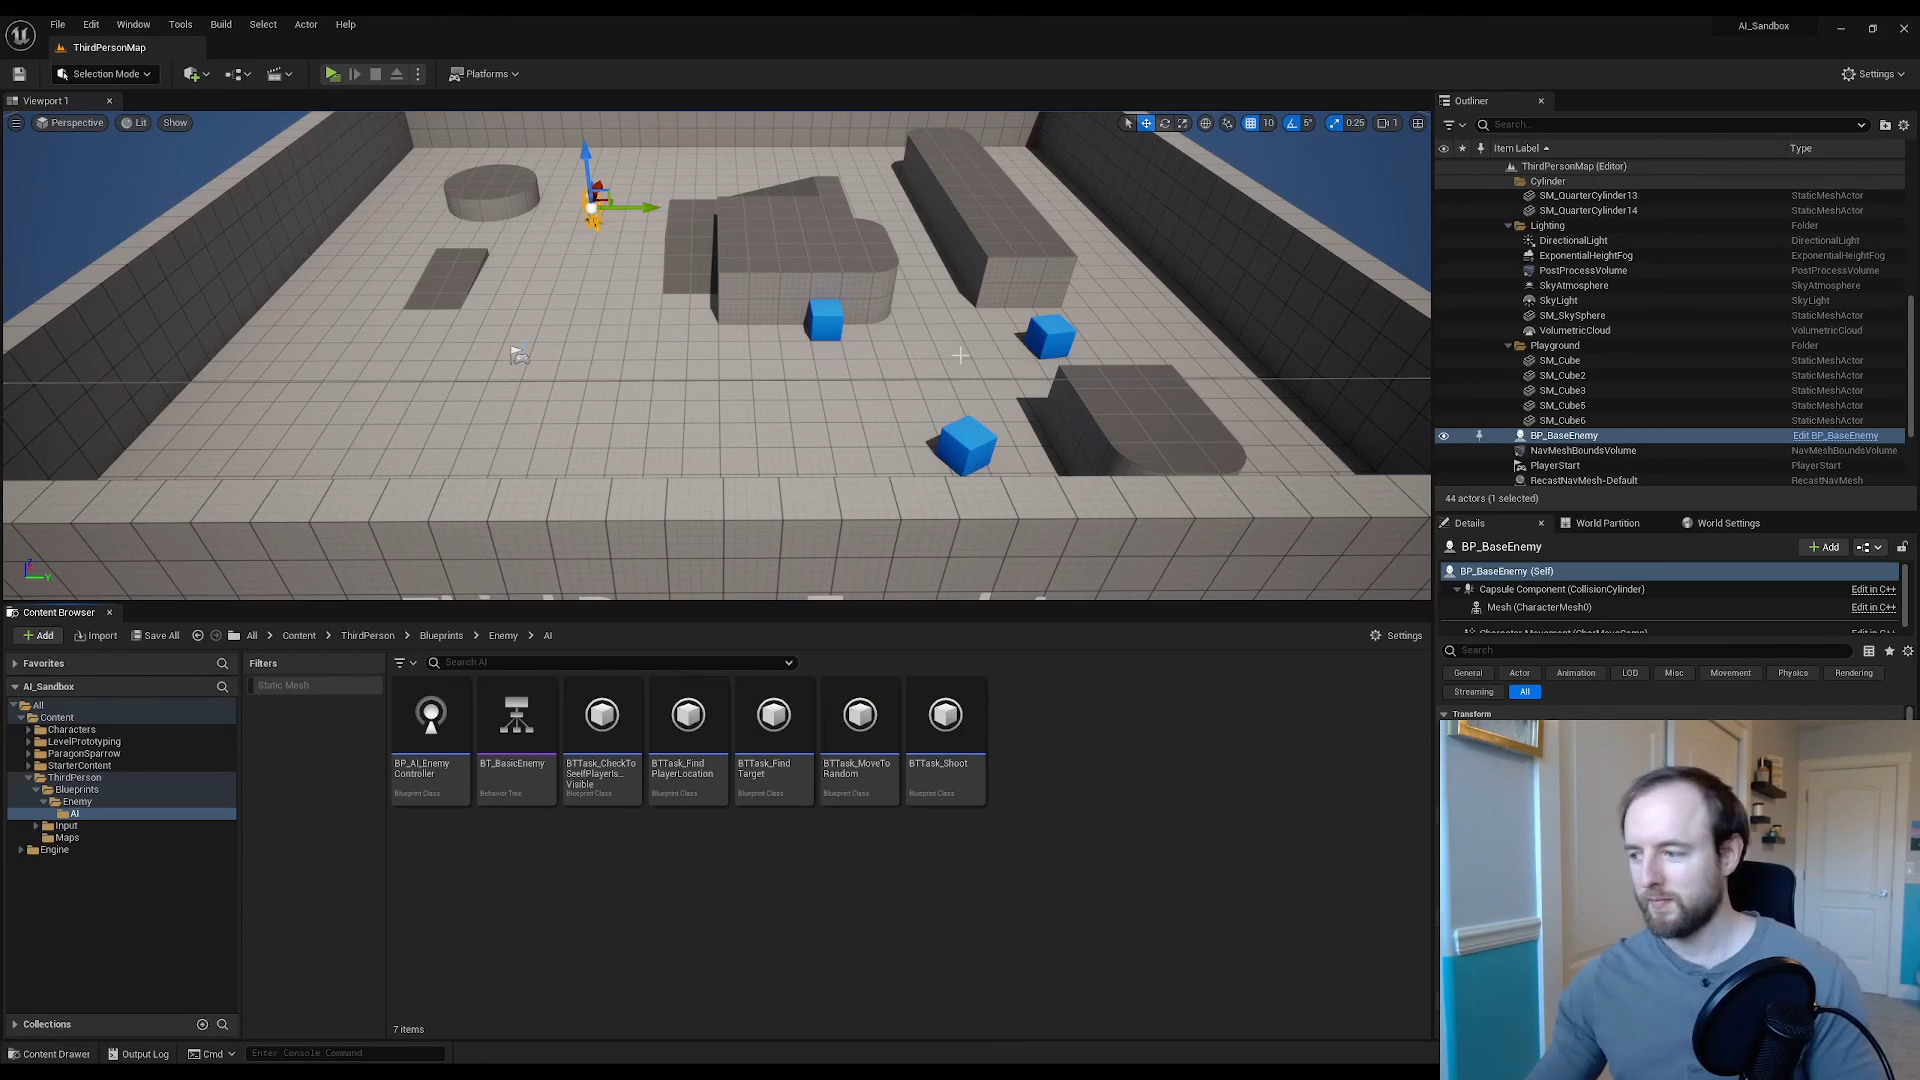 File Edit Window Tools Build Select Actor Help
AI_Sandbox
ThirdPersonMap
Selection Mode
Platforms
Settings
Viewport 1
Perspective Lit Show
10 5° 0.25 1
Outliner
Search...
Item Label Type
ThirdPersonMap (Editor)
Cylinder
SM_QuarterCylinder13 StaticMeshActor
SM_QuarterCylinder14 StaticMeshActor
Lighting Folder
DirectionalLight DirectionalLight
ExponentialHeightFog ExponentialHeightFog
PostProcessVolume PostProcessVolume
SkyAtmosphere SkyAtmosphere
SkyLight SkyLight
SM_SkySphere StaticMeshActor
VolumetricCloud VolumetricCloud
Playground Folder
SM_Cube StaticMeshActor
SM_Cube2 StaticMeshActor
SM_Cube3 StaticMeshActor
SM_Cube5 StaticMeshActor
SM_Cube6 StaticMeshActor
BP_BaseEnemy Edit BP_BaseEnemy
NavMeshBoundsVolume NavMeshBoundsVolume
PlayerStart PlayerStart
RecastNavMesh-Default RecastNavMesh
44 actors (1 selected)
Details World Partition World Settings
BP_BaseEnemy
Add
BP_BaseEnemy (Self)
Capsule Component (CollisionCylinder) Edit in C++
Mesh (CharacterMesh0) Edit in C++
Character Movement (CharMoveComp) Edit in C++
Search
General Actor Animation LOD Misc Movement Physics Rendering
Streaming All
Transform
Content Browser
Add Import Save All All Content ThirdPerson Blueprints Enemy AI
Settings
Favorites
AI_Sandbox
All
Content
Characters
LevelPrototyping
ParagonSparrow
StarterContent
ThirdPerson
Blueprints
Enemy
AI
Input
Maps
Engine
Collections
Filters
Static Mesh
Search AI
BP_AI_Enemy
Controller
Blueprint Class
BT_BasicEnemy
Behavior Tree
BTTask_CheckTo
SeeIfPlayerIs_
Visible
Blueprint Class
BTTask_Find
PlayerLocation
Blueprint Class
BTTask_Find
Target
Blueprint Class
BTTask_MoveTo
Random
Blueprint Class
BTTask_Shoot
Blueprint Class
7 items
Content Drawer Output Log Cmd Enter Console Command